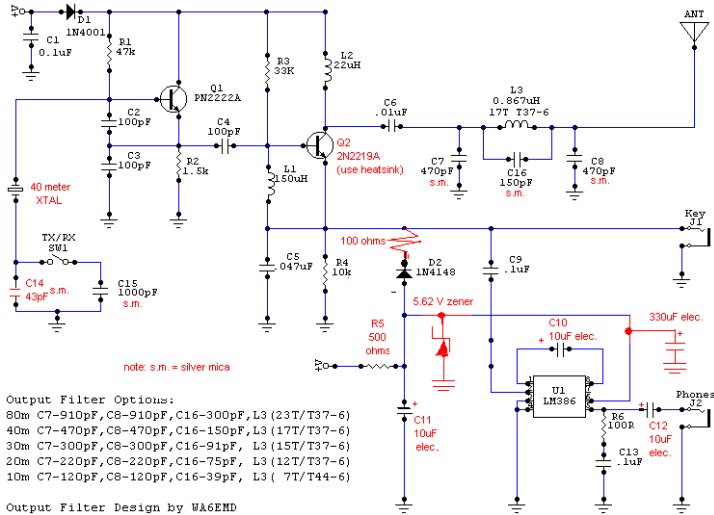 +V
D1
1N4001
C1
0.1uF
R1
47k
R3
33K
L2
22uH
ANT
Q1
PN2222A
C6
.01uF
L3
0.867uH
17T T37-6
C2
100pF
C4
100pF
Q2
2N2219A
(use heatsink)
C3
100pF
R2
1.5k
L1
150uH
C7
470pF
s.m.
C16
150pF
s.m.
C8
470pF
s.m.
40 meter
XTAL
Key
J1
TX/RX
SW1
100 ohms
C5
.047uF
R4
10k
D2
1N4148
C9
.1uF
C14
43pF
s.m.
C15
1000pF
s.m.
5.62 V zener
R5
500
ohms
C10
10uF elec.
330uF elec.
+
+
note: s.m. = silver mica
+V
U1
LM386
Phones
J2
Output Filter Options:
80m C7-910pF,C8-910pF,C16-300pF,L3(23T/T37-6)
40m C7-470pF,C8-470pF,C16-150pF,L3(17T/T37-6)
30m C7-300pF,C8-300pF,C16-91pF, L3(15T/T37-6)
20m C7-220pF,C8-220pF,C16-75pF, L3(12T/T37-6)
10m C7-120pF,C8-120pF,C16-39pF, L3( 7T/T44-6)
+
C11
10uF
elec.
R6
100R
+
C12
10uF
elec.
C13
.1uF
Output Filter Design by WA6EMD